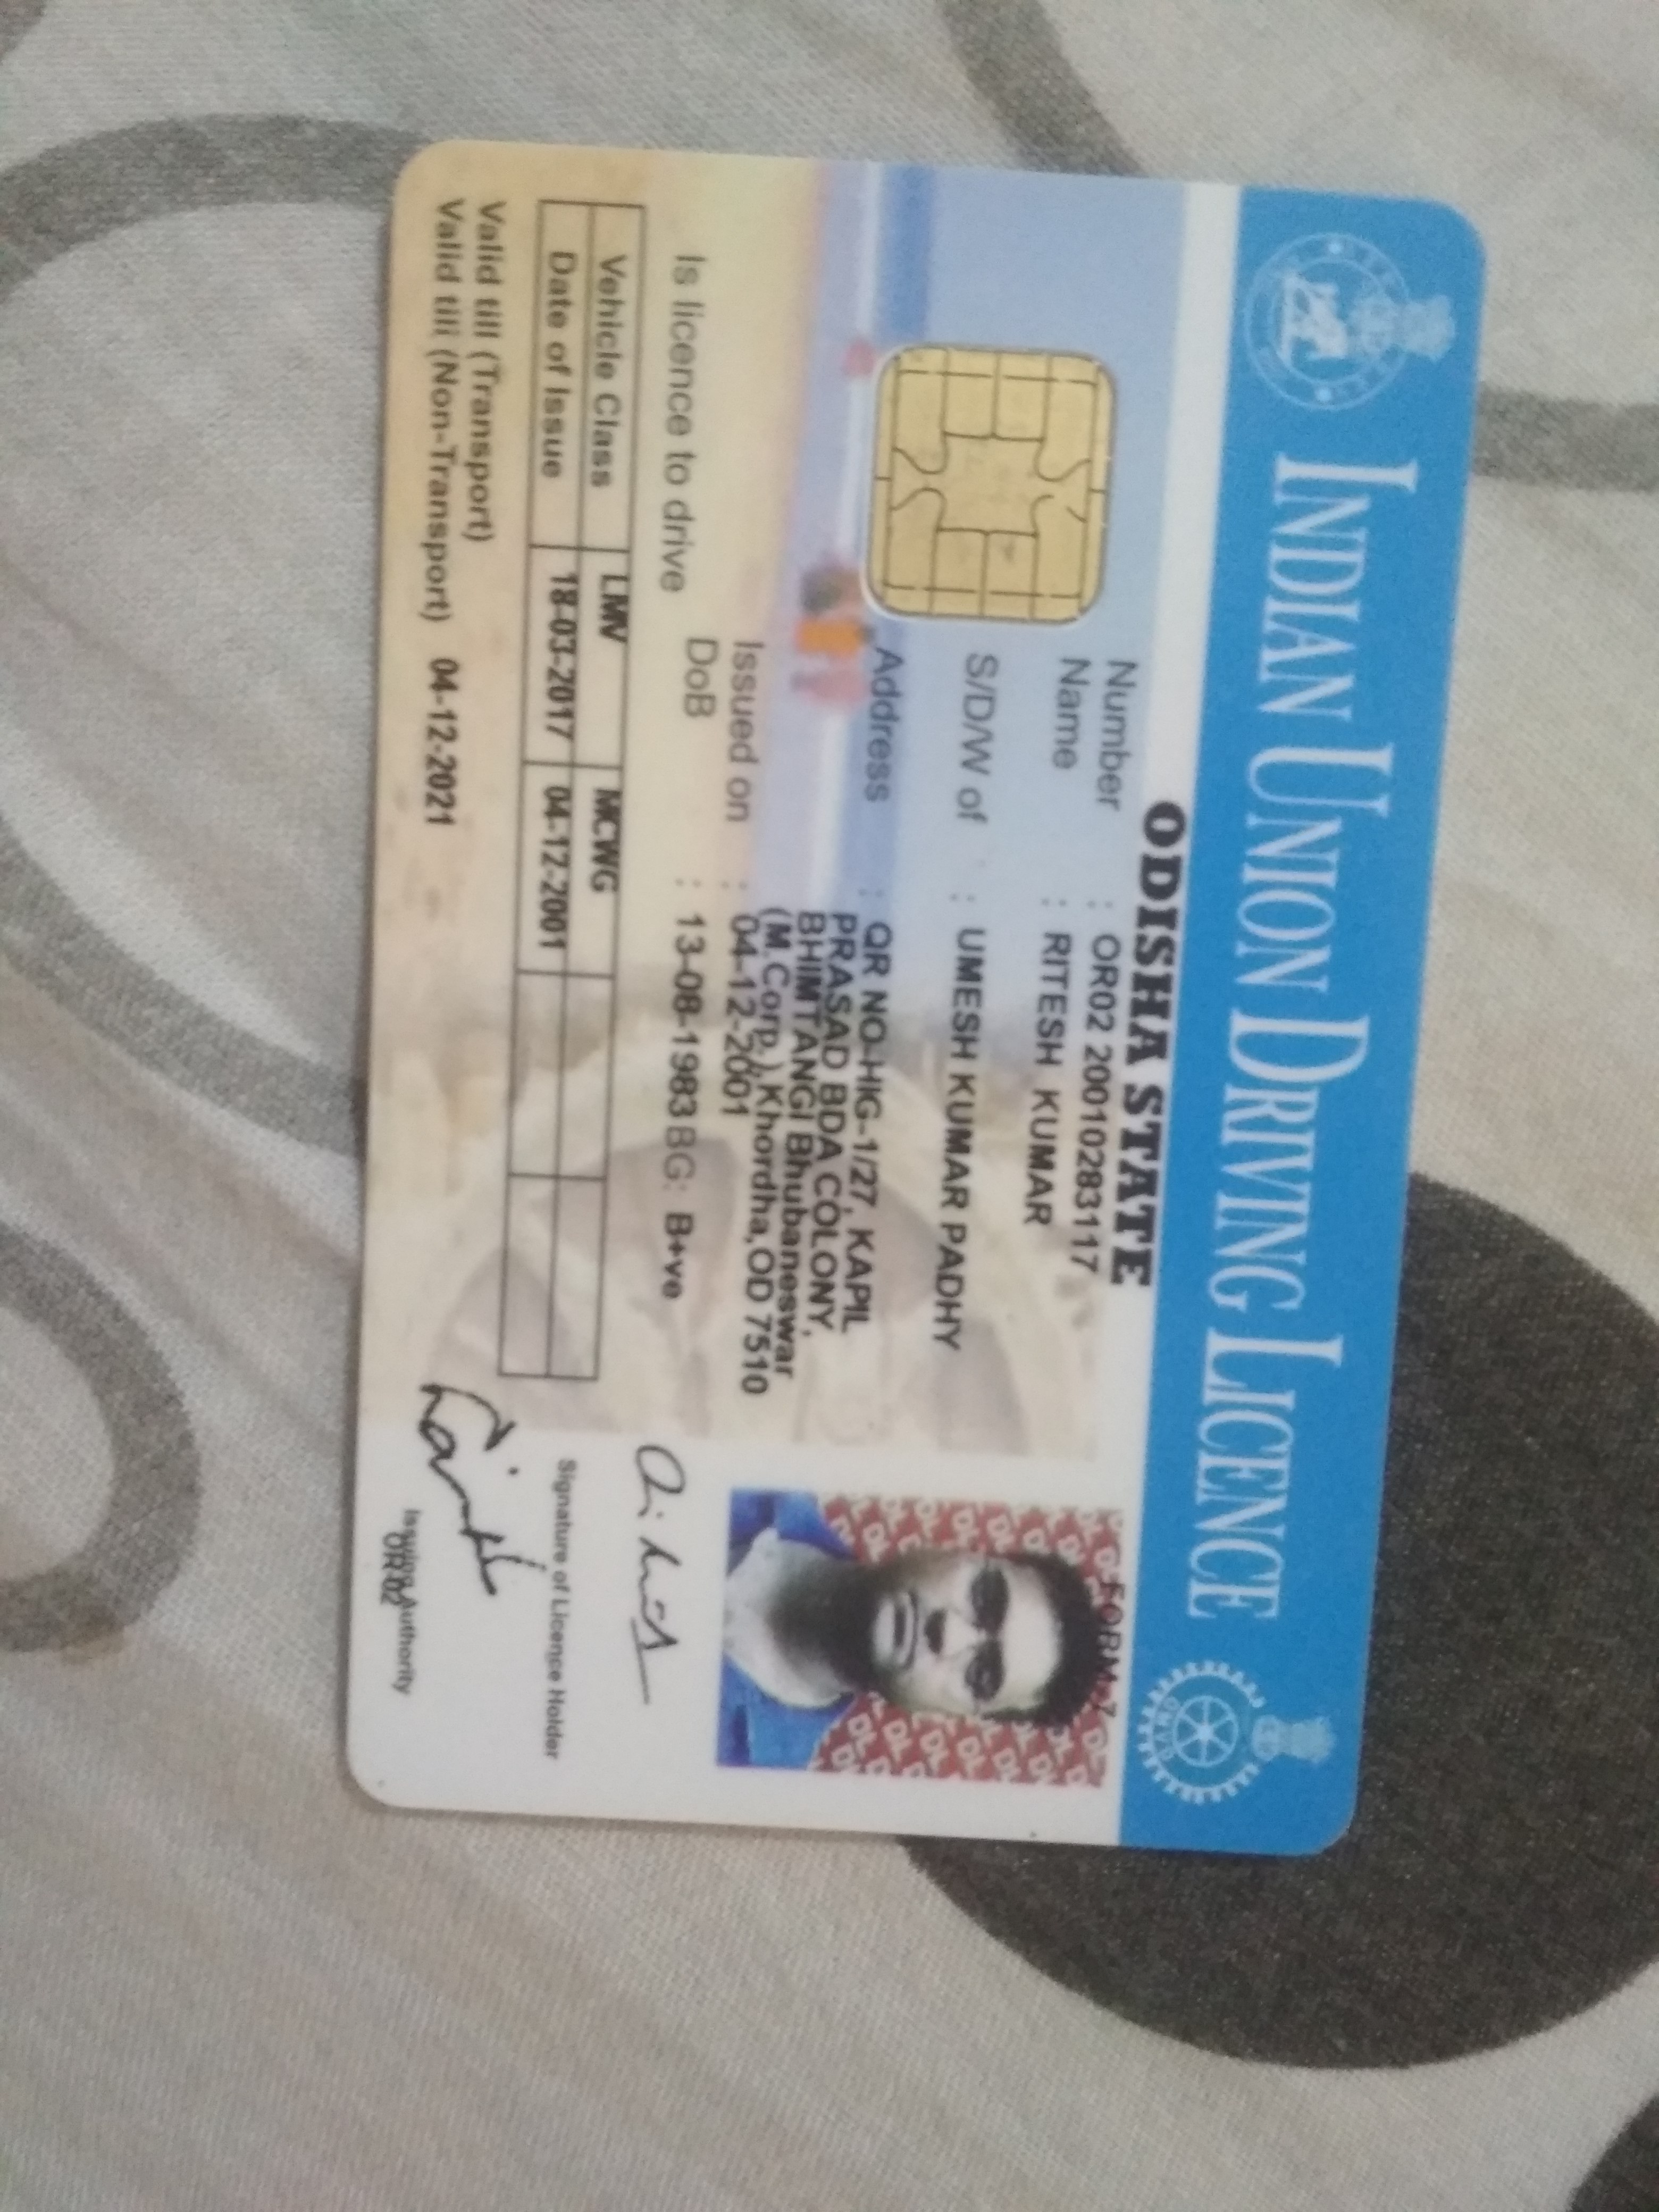 INDIAN UNION DRIVING LICENCE
ODISHA STATE
FORM-7
Number : OR02 20010283117
Name : RITESH KUMAR
S/D/W of : UMESH KUMAR PADHY
Address : QR NO-HIG-1/27, KAPIL
PRASAD BDA COLONY,
BHIMTANGI Bhubaneswar
(M.Corp.),Khordha,OD 7510
Issued on : 04-12-2001
DoB : 13-08-1983 BG: B+ve
Is licence to drive
Vehicle Class LMV MCWG
Date of Issue 18-03-2017 04-12-2001
Valid till (Transport)
Valid till (Non-Transport) 04-12-2021
Signature of Licence Holder
Issuing Authority
OR 02